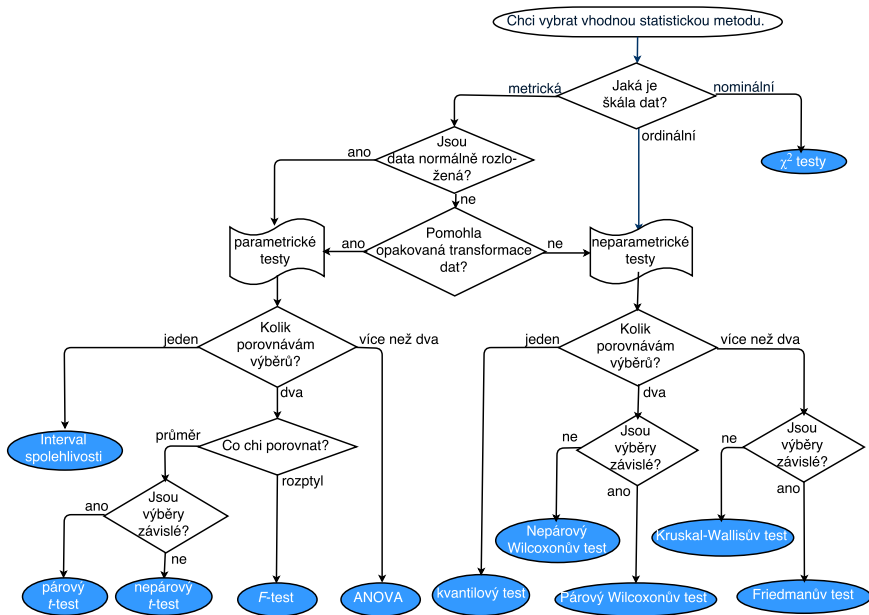 Chci vybrat vhodnou statistickou metodu.
Jaká je
škála dat?
metrická
nominální
ordinální
χ² testy
Jsou
data normálně rozlo-
žená?
ano
ne
Pomohla
opakovaná transformace
dat?
ano
ne
parametrické
testy
neparametrické
testy
Kolik
porovnávám
výběrů?
jeden
více než dva
dva
Interval
spolehlivosti
Co chi porovnat?
průměr
rozptyl
Jsou
výběry
závislé?
ano
ne
párový
t-test
nepárový
t-test
F-test
ANOVA
Kolik
porovnávám
výběrů?
jeden
více než dva
dva
Jsou
výběry
závislé?
ne
ano
Jsou
výběry
závislé?
ne
ano
Nepárový
Wilcoxonův test
Kruskal-Wallisův test
kvantilový test
Párový Wilcoxonův test
Friedmanův test